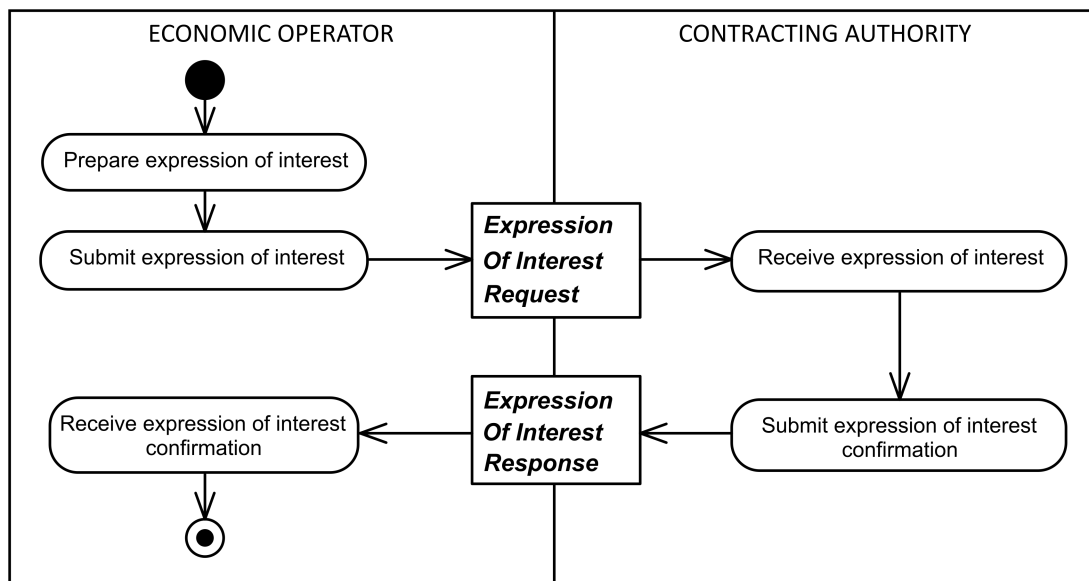 ECONOMIC OPERATOR
CONTRACTING AUTHORITY
Prepare expression of interest
Submit expression of interest
Expression
Of Interest
Request
Receive expression of interest
Receive expression of interest
confirmation
Expression
Of Interest
Response
Submit expression of interest
confirmation